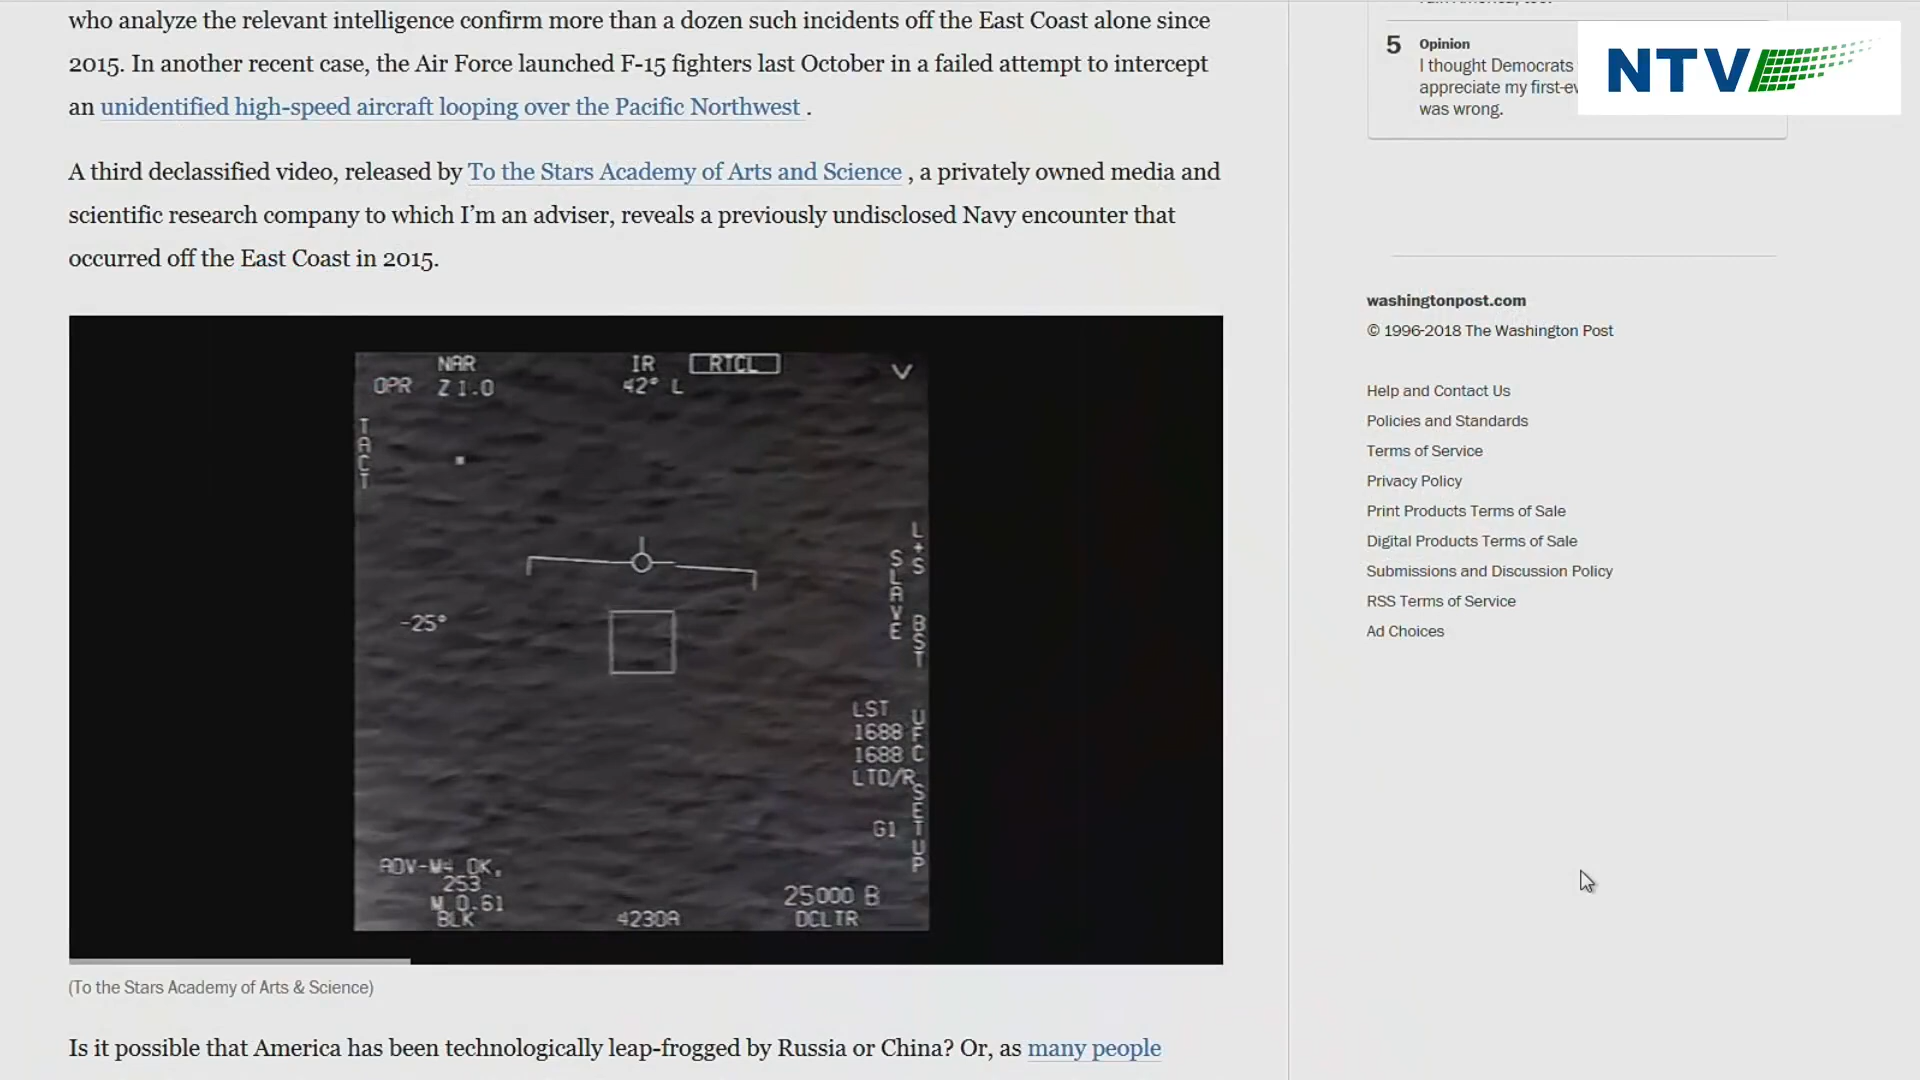 who analyze the relevant intelligence confirm more than a dozen such incidents off the East Coast alone since
2015. In another recent case, the Air Force launched F-15 fighters last October in a failed attempt to intercept
an unidentified high-speed aircraft looping over the Pacific Northwest .
A third declassified video, released by To the Stars Academy of Arts and Science , a privately owned media and
scientific research company to which I'm an adviser, reveals a previously undisclosed Navy encounter that
occurred off the East Coast in 2015.
NAR IR RTCL V
OPR Z 1.0 42° L
TACT
L+S
SLAVE
BST
-25°
LST
1688
1688
UFC
LTD/R
SETUP
G1
253
M 0.61
BLK 4230A
25000 B
DCLTR
(To the Stars Academy of Arts & Science)
Is it possible that America has been technologically leap-frogged by Russia or China? Or, as many people
5 Opinion
I thought Democrats
appreciate my first-ev
was wrong.
NTV
washingtonpost.com
© 1996-2018 The Washington Post
Help and Contact Us
Policies and Standards
Terms of Service
Privacy Policy
Print Products Terms of Sale
Digital Products Terms of Sale
Submissions and Discussion Policy
RSS Terms of Service
Ad Choices